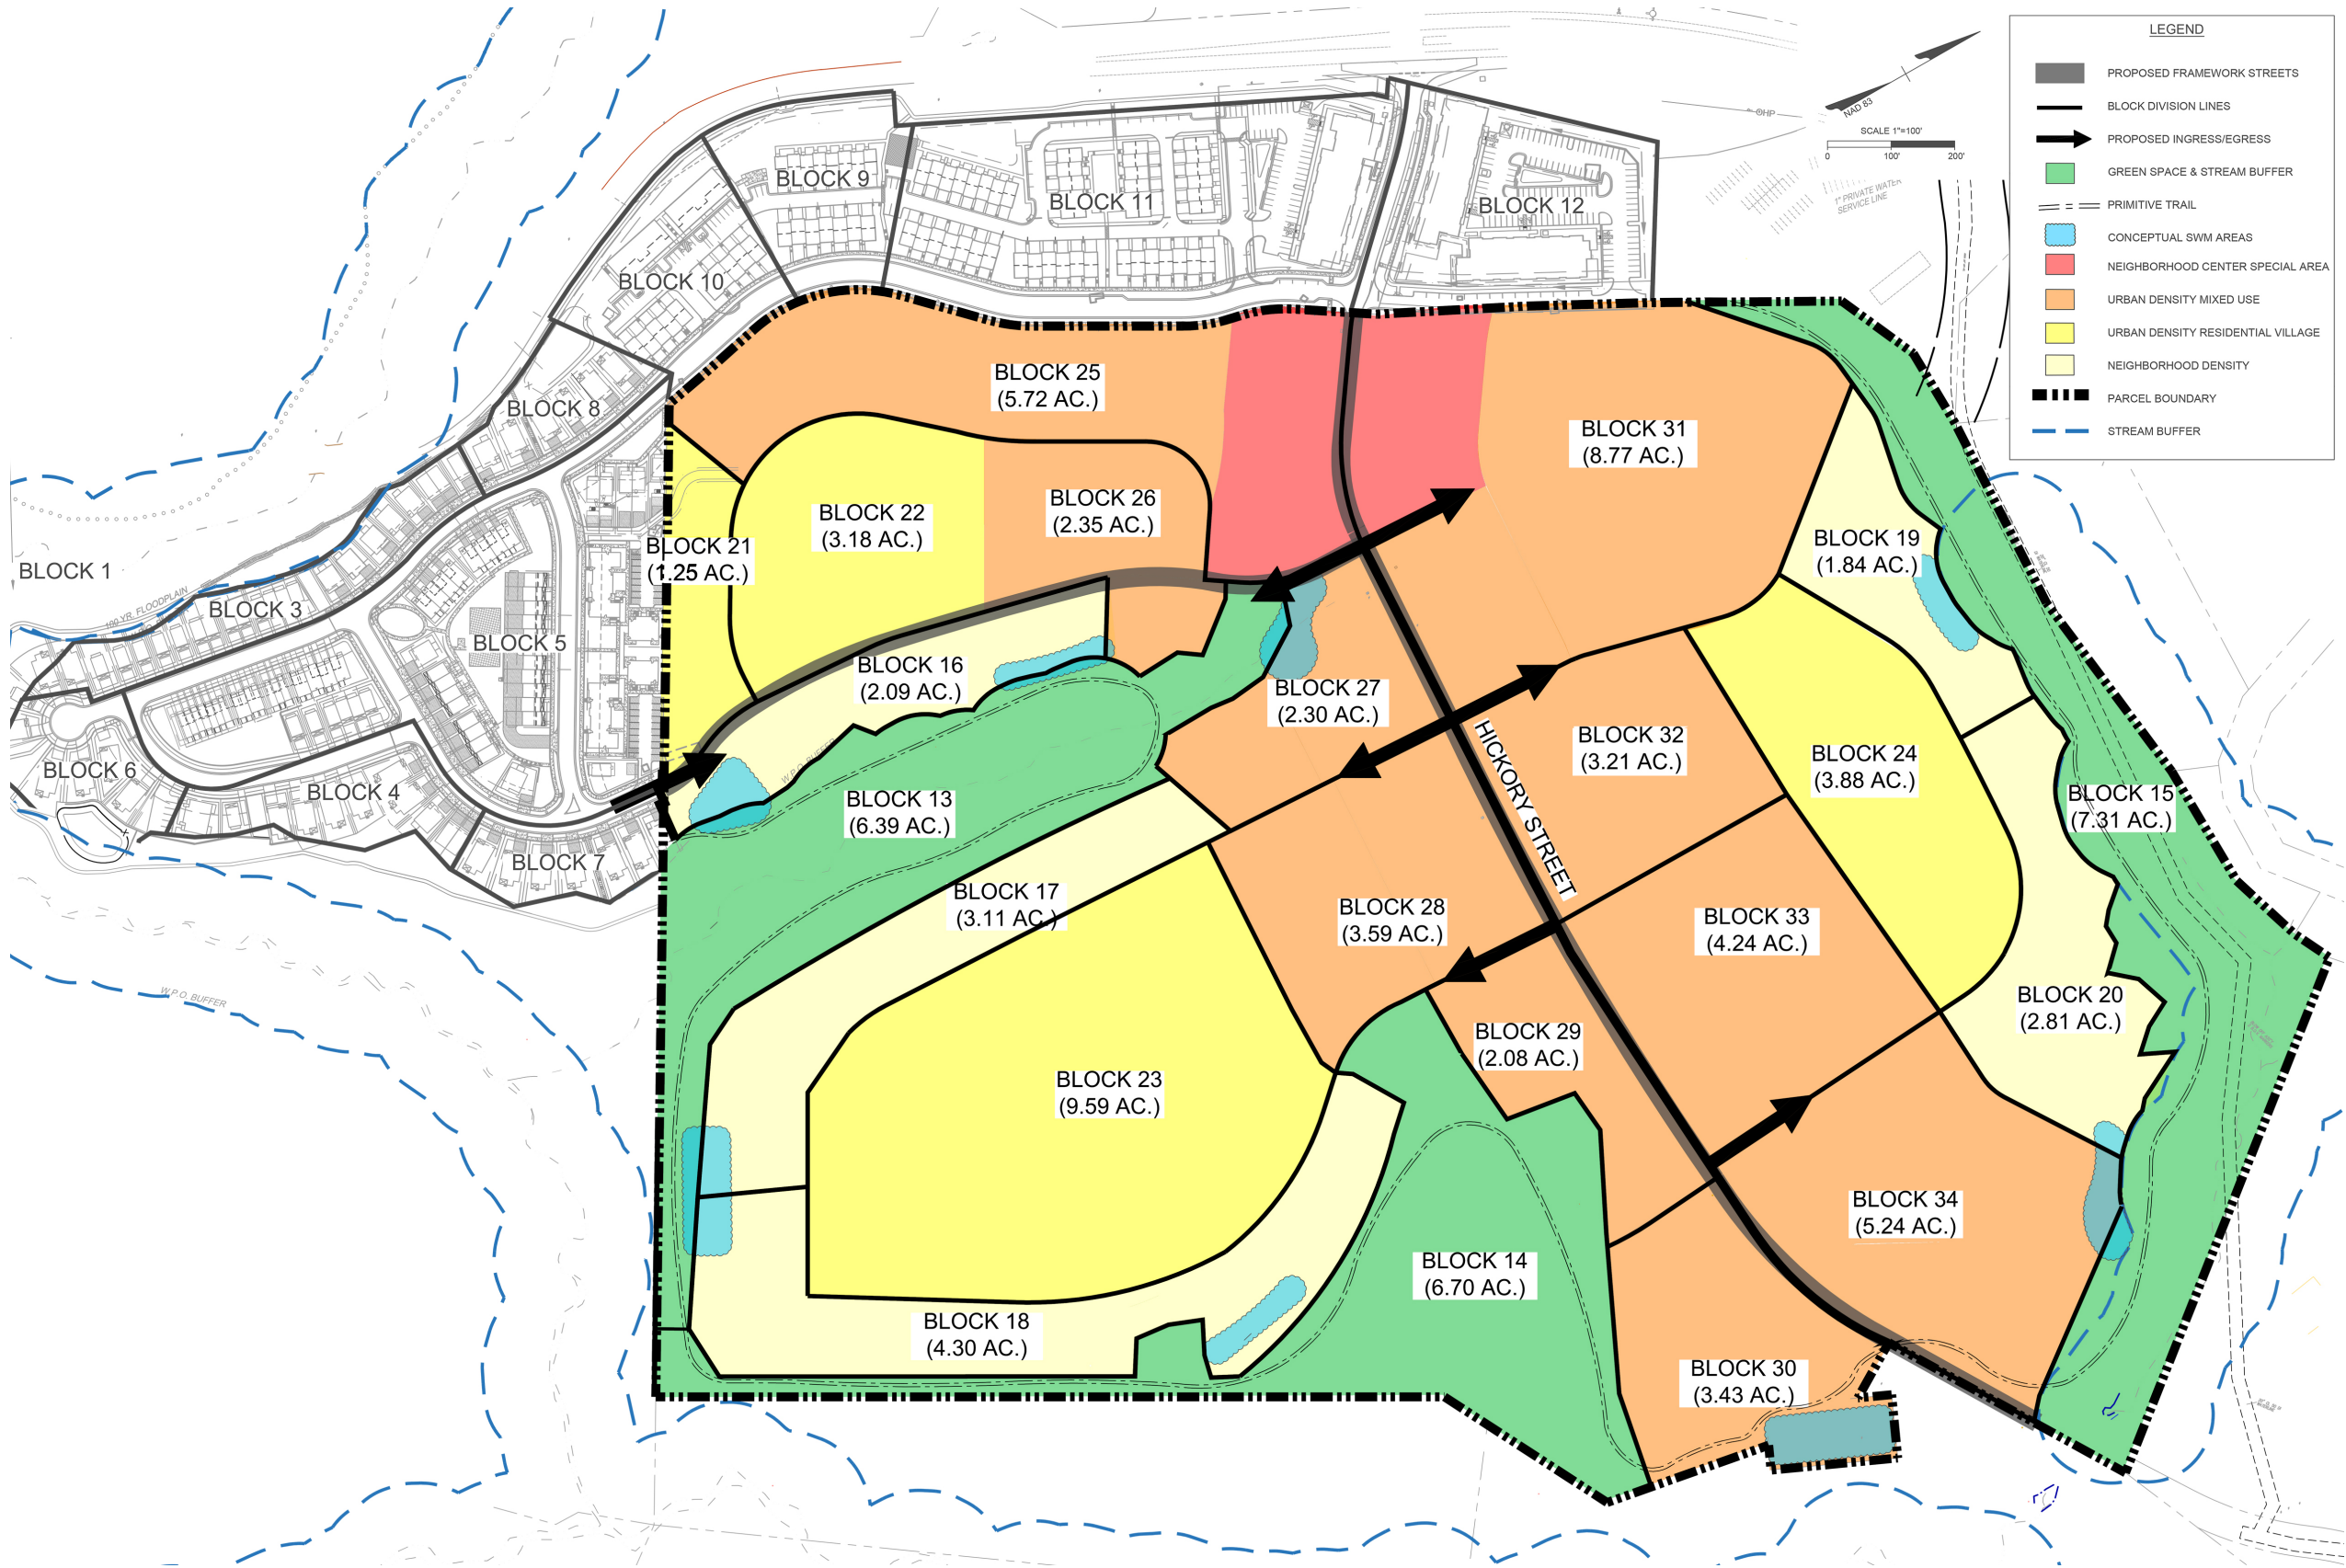 LEGEND
PROPOSED FRAMEWORK STREETS
BLOCK DIVISION LINES
PROPOSED INGRESS/EGRESS
GREEN SPACE & STREAM BUFFER
PRIMITIVE TRAIL
CONCEPTUAL SWM AREAS
NEIGHBORHOOD CENTER SPECIAL AREA
URBAN DENSITY MIXED USE
URBAN DENSITY RESIDENTIAL VILLAGE
NEIGHBORHOOD DENSITY
PARCEL BOUNDARY
STREAM BUFFER
NAD 83
SCALE 1"=100'
0 100' 200'
OHP
1" PRIVATE WATER
SERVICE LINE
BLOCK 9
BLOCK 11
BLOCK 12
BLOCK 10
BLOCK 8
BLOCK 25
(5.72 AC.)
BLOCK 31
(8.77 AC.)
BLOCK 22
(3.18 AC.)
BLOCK 26
(2.35 AC.)
BLOCK 21
(1.25 AC.)
BLOCK 19
(1.84 AC.)
BLOCK 1
100 YR. FLOODPLAIN
BLOCK 3
BLOCK 5
BLOCK 16
(2.09 AC.)
BLOCK 27
(2.30 AC.)
HICKORY STREET
BLOCK 32
(3.21 AC.)
BLOCK 24
(3.88 AC.)
W.P.O. BUFFER
BLOCK 6
BLOCK 4
BLOCK 7
BLOCK 13
(6.39 AC.)
BLOCK 15
(7.31 AC.)
BLOCK 17
(3.11 AC.)
BLOCK 28
(3.59 AC.)
BLOCK 33
(4.24 AC.)
W.P.O. BUFFER
BLOCK 20
(2.81 AC.)
BLOCK 29
(2.08 AC.)
BLOCK 23
(9.59 AC.)
BLOCK 34
(5.24 AC.)
BLOCK 14
(6.70 AC.)
BLOCK 18
(4.30 AC.)
BLOCK 30
(3.43 AC.)